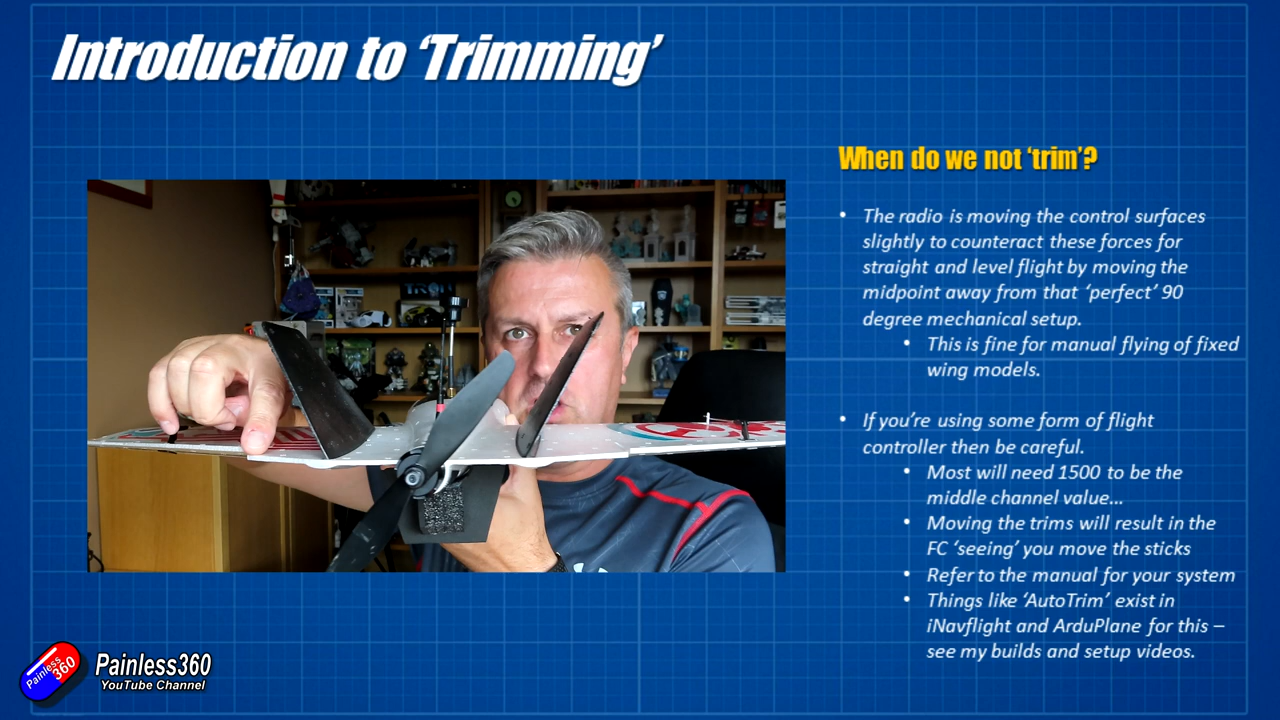 Introduction to ‘Trimming’
When do we not ‘trim’?
• The radio is moving the control surfaces
slightly to counteract these forces for
straight and level flight by moving the
midpoint away from that ‘perfect’ 90
degree mechanical setup.
• This is fine for manual flying of fixed
wing models.
• If you’re using some form of flight
controller then be careful.
• Most will need 1500 to be the
middle channel value…
• Moving the trims will result in the
FC ‘seeing’ you move the sticks
• Refer to the manual for your system
• Things like ‘AutoTrim’ exist in
iNavflight and ArduPlane for this –
see my builds and setup videos.
TRON
Painless
360
Painless360
YouTube Channel